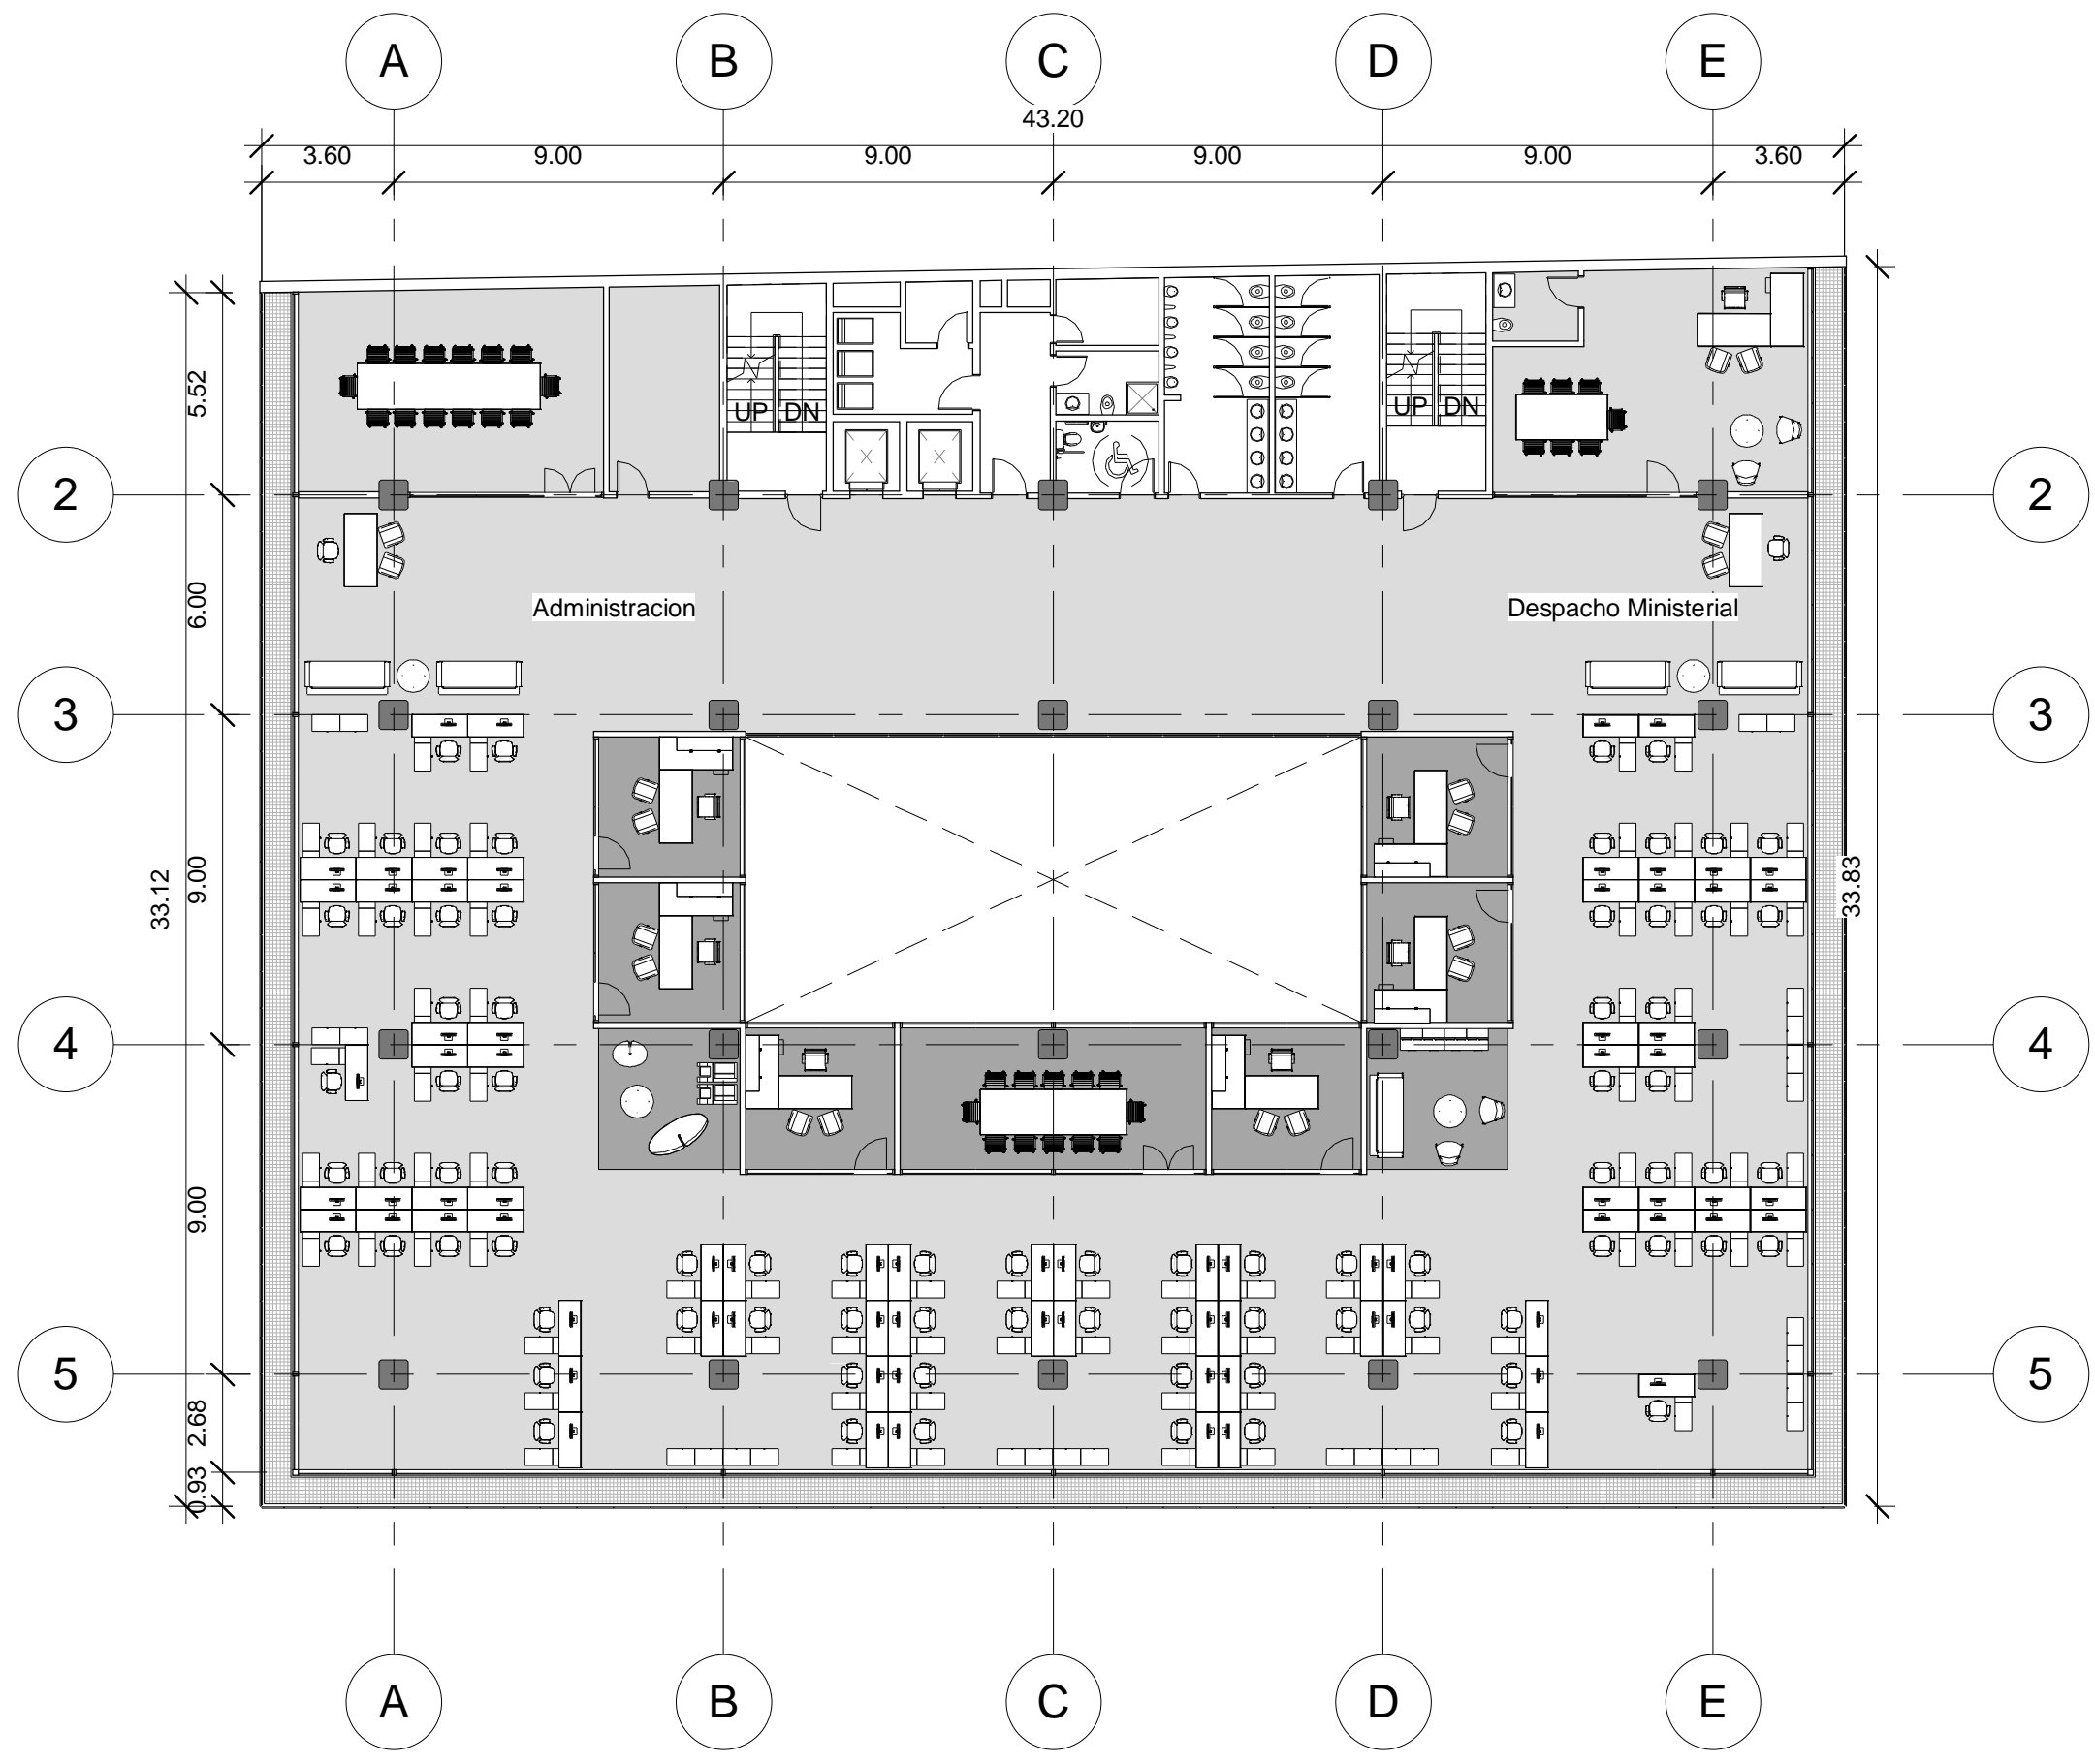 A B C D E
43.20
3.60 9.00 9.00 9.00 9.00 3.60
5.52
UP DN UP DN
2 2
6.00
Administracion Despacho Ministerial
3 3
9.00
33.12 33.83
4 4
9.00
5 5
2.68
0.93
A B C D E